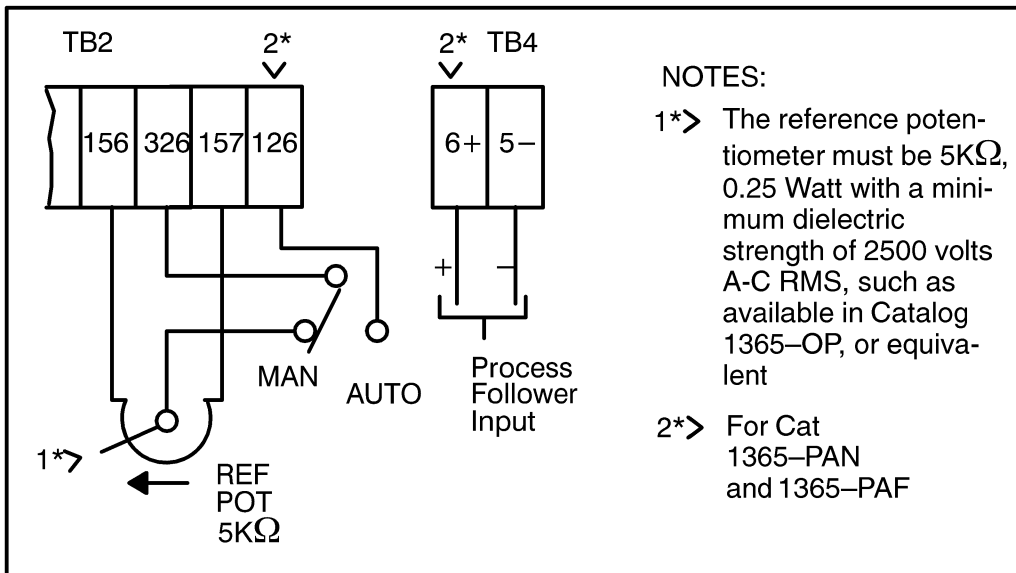 TB2
2*
2*
TB4
156
326
157
126
6+
5−
+
−
MAN
AUTO
Process
Follower
Input
1*>
REF
POT
5KΩ
NOTES:
1*> The reference poten-
tiometer must be 5KΩ,
0.25 Watt with a mini-
mum dielectric
strength of 2500 volts
A-C RMS, such as
available in Catalog
1365–OP, or equiva-
lent
2*> For Cat
1365–PAN
and 1365–PAF